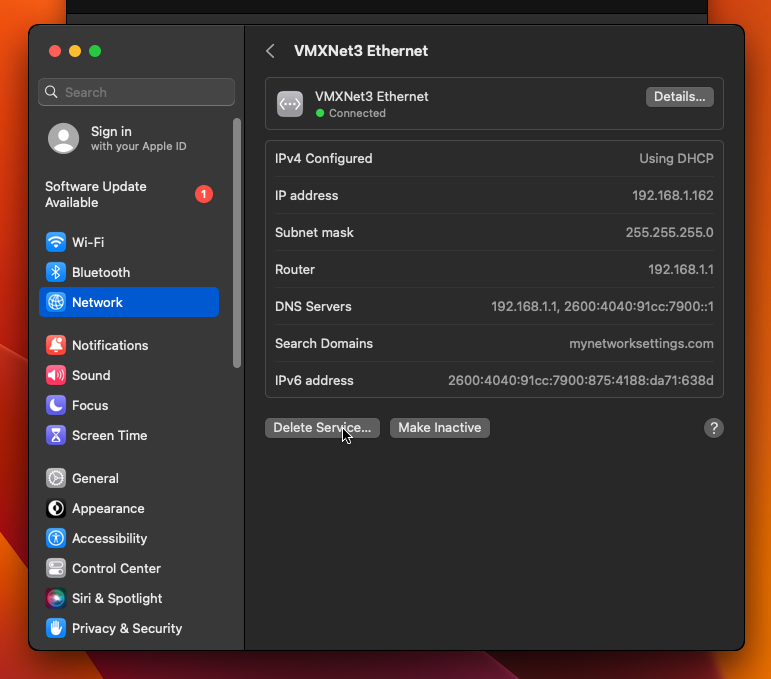 VMXNet3 Ethernet
Search
Sign in
with your Apple ID
Software Update
Available
1
Wi-Fi
Bluetooth
Network
Notifications
Sound
Focus
Screen Time
General
Appearance
Accessibility
Control Center
Siri & Spotlight
Privacy & Security
VMXNet3 Ethernet
Connected
Details...
IPv4 Configured Using DHCP
IP address 192.168.1.162
Subnet mask 255.255.255.0
Router 192.168.1.1
DNS Servers 192.168.1.1, 2600:4040:91cc:7900::1
Search Domains mynetworksettings.com
IPv6 address 2600:4040:91cc:7900:875:4188:da71:638d
Delete Service... Make Inactive ?